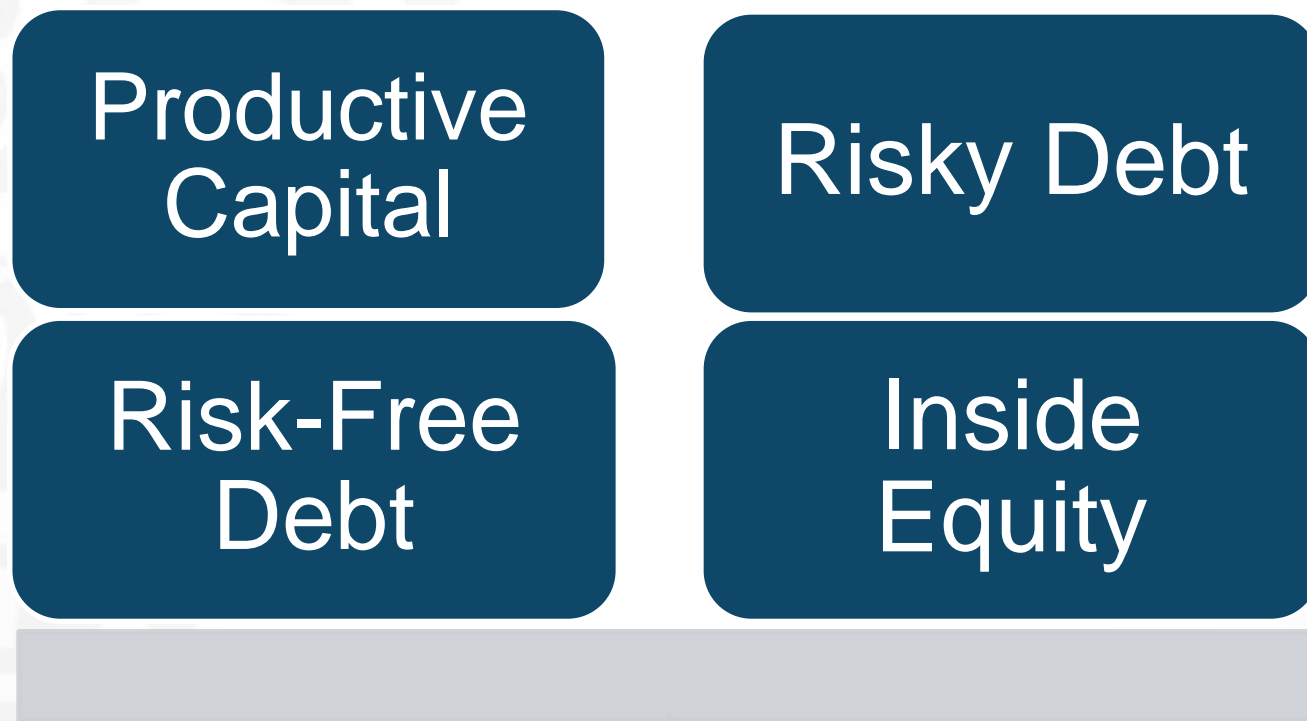 Productive
Capital
Risky Debt
Risk-Free
Debt
Inside
Equity